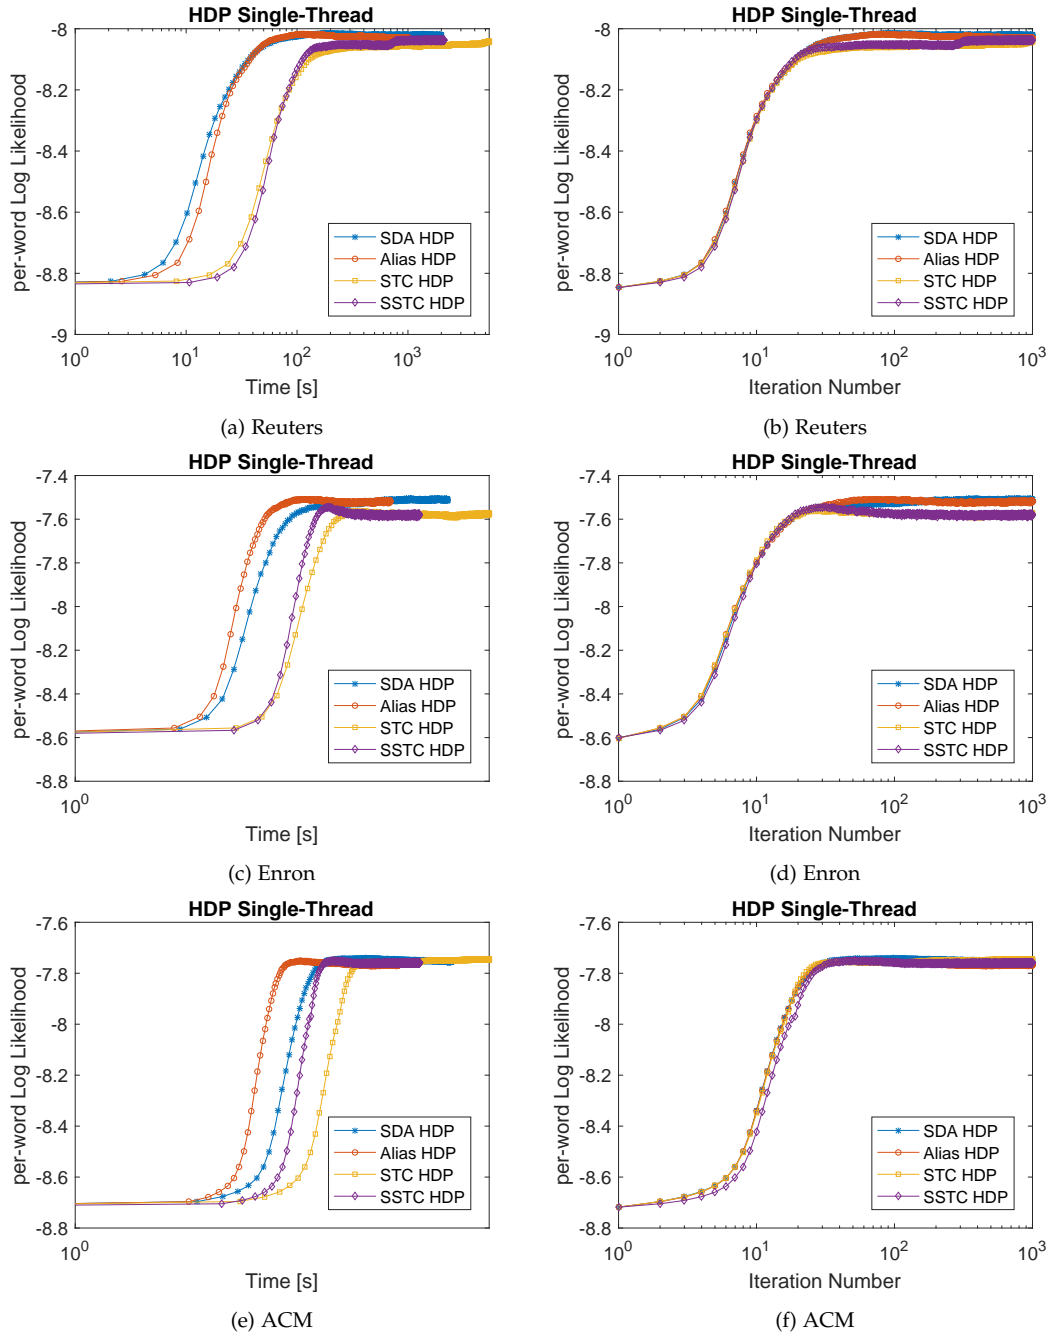 HDP Single-Thread
per-word Log Likelihood
-8
-8.2
-8.4
-8.6
-8.8
-9
SDA HDP
Alias HDP
STC HDP
SSTC HDP
10^0 10^1 10^2 10^3
Time [s]
(a) Reuters
HDP Single-Thread
per-word Log Likelihood
-8
-8.2
-8.4
-8.6
-8.8
-9
SDA HDP
Alias HDP
STC HDP
SSTC HDP
10^0 10^1 10^2 10^3
Iteration Number
(b) Reuters
HDP Single-Thread
per-word Log Likelihood
-7.4
-7.6
-7.8
-8
-8.2
-8.4
-8.6
-8.8
SDA HDP
Alias HDP
STC HDP
SSTC HDP
10^0
Time [s]
(c) Enron
HDP Single-Thread
per-word Log Likelihood
-7.4
-7.6
-7.8
-8
-8.2
-8.4
-8.6
-8.8
SDA HDP
Alias HDP
STC HDP
SSTC HDP
10^0 10^1 10^2 10^3
Iteration Number
(d) Enron
HDP Single-Thread
per-word Log Likelihood
-7.6
-7.8
-8
-8.2
-8.4
-8.6
-8.8
SDA HDP
Alias HDP
STC HDP
SSTC HDP
10^0
Time [s]
(e) ACM
HDP Single-Thread
per-word Log Likelihood
-7.6
-7.8
-8
-8.2
-8.4
-8.6
-8.8
SDA HDP
Alias HDP
STC HDP
SSTC HDP
10^0 10^1 10^2 10^3
Iteration Number
(f) ACM